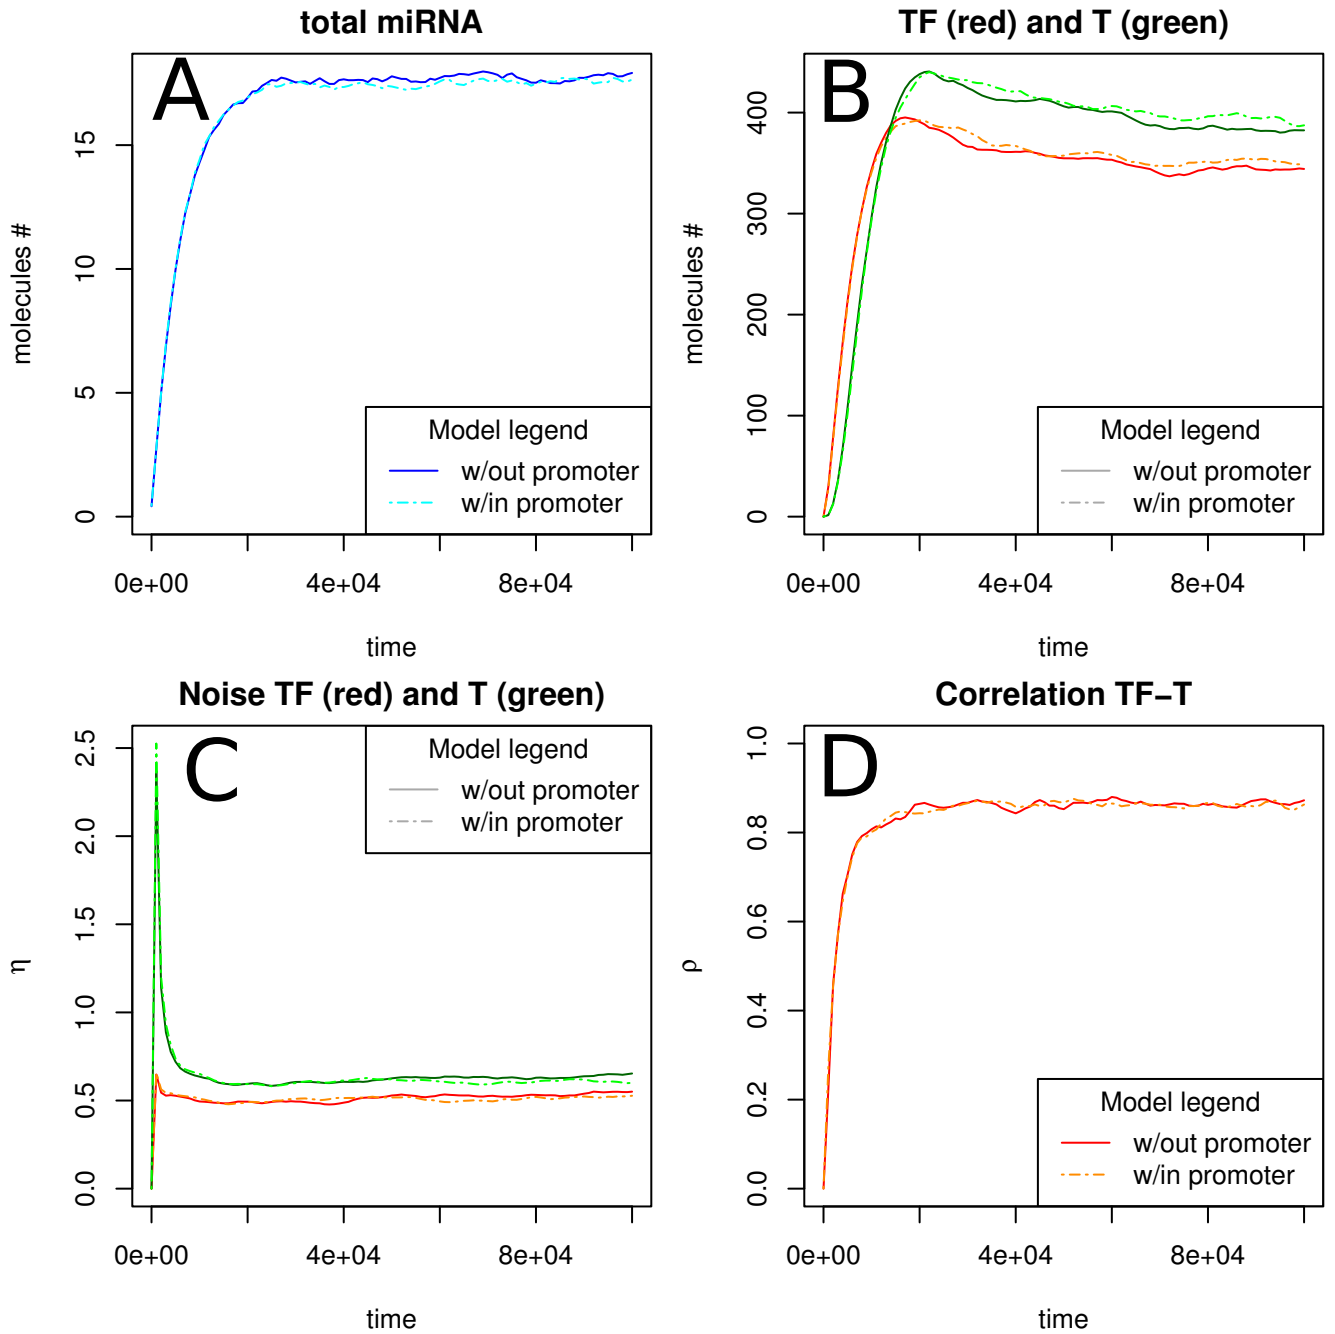 total miRNA
A
molecules #
0
5
10
15
0e+00
4e+04
8e+04
time
Model legend
w/out promoter
w/in promoter
TF (red) and T (green)
B
molecules #
0
100
200
300
400
0e+00
4e+04
8e+04
time
Model legend
w/out promoter
w/in promoter
Noise TF (red) and T (green)
C
η
0.0
0.5
1.0
1.5
2.0
2.5
0e+00
4e+04
8e+04
time
Model legend
w/out promoter
w/in promoter
Correlation TF−T
D
ρ
0.0
0.2
0.4
0.6
0.8
1.0
0e+00
4e+04
8e+04
time
Model legend
w/out promoter
w/in promoter